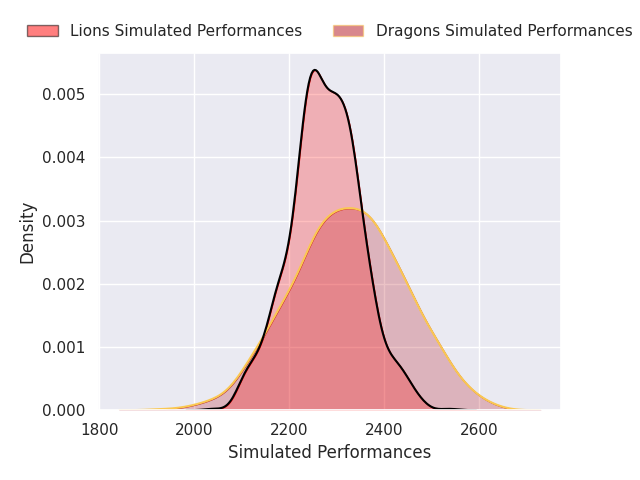 Lions Simulated Performances
Dragons Simulated Performances
Density
0.005
0.004
0.003
0.002
0.001
0.000
1800
2000
2200
2400
2600
Simulated Performances